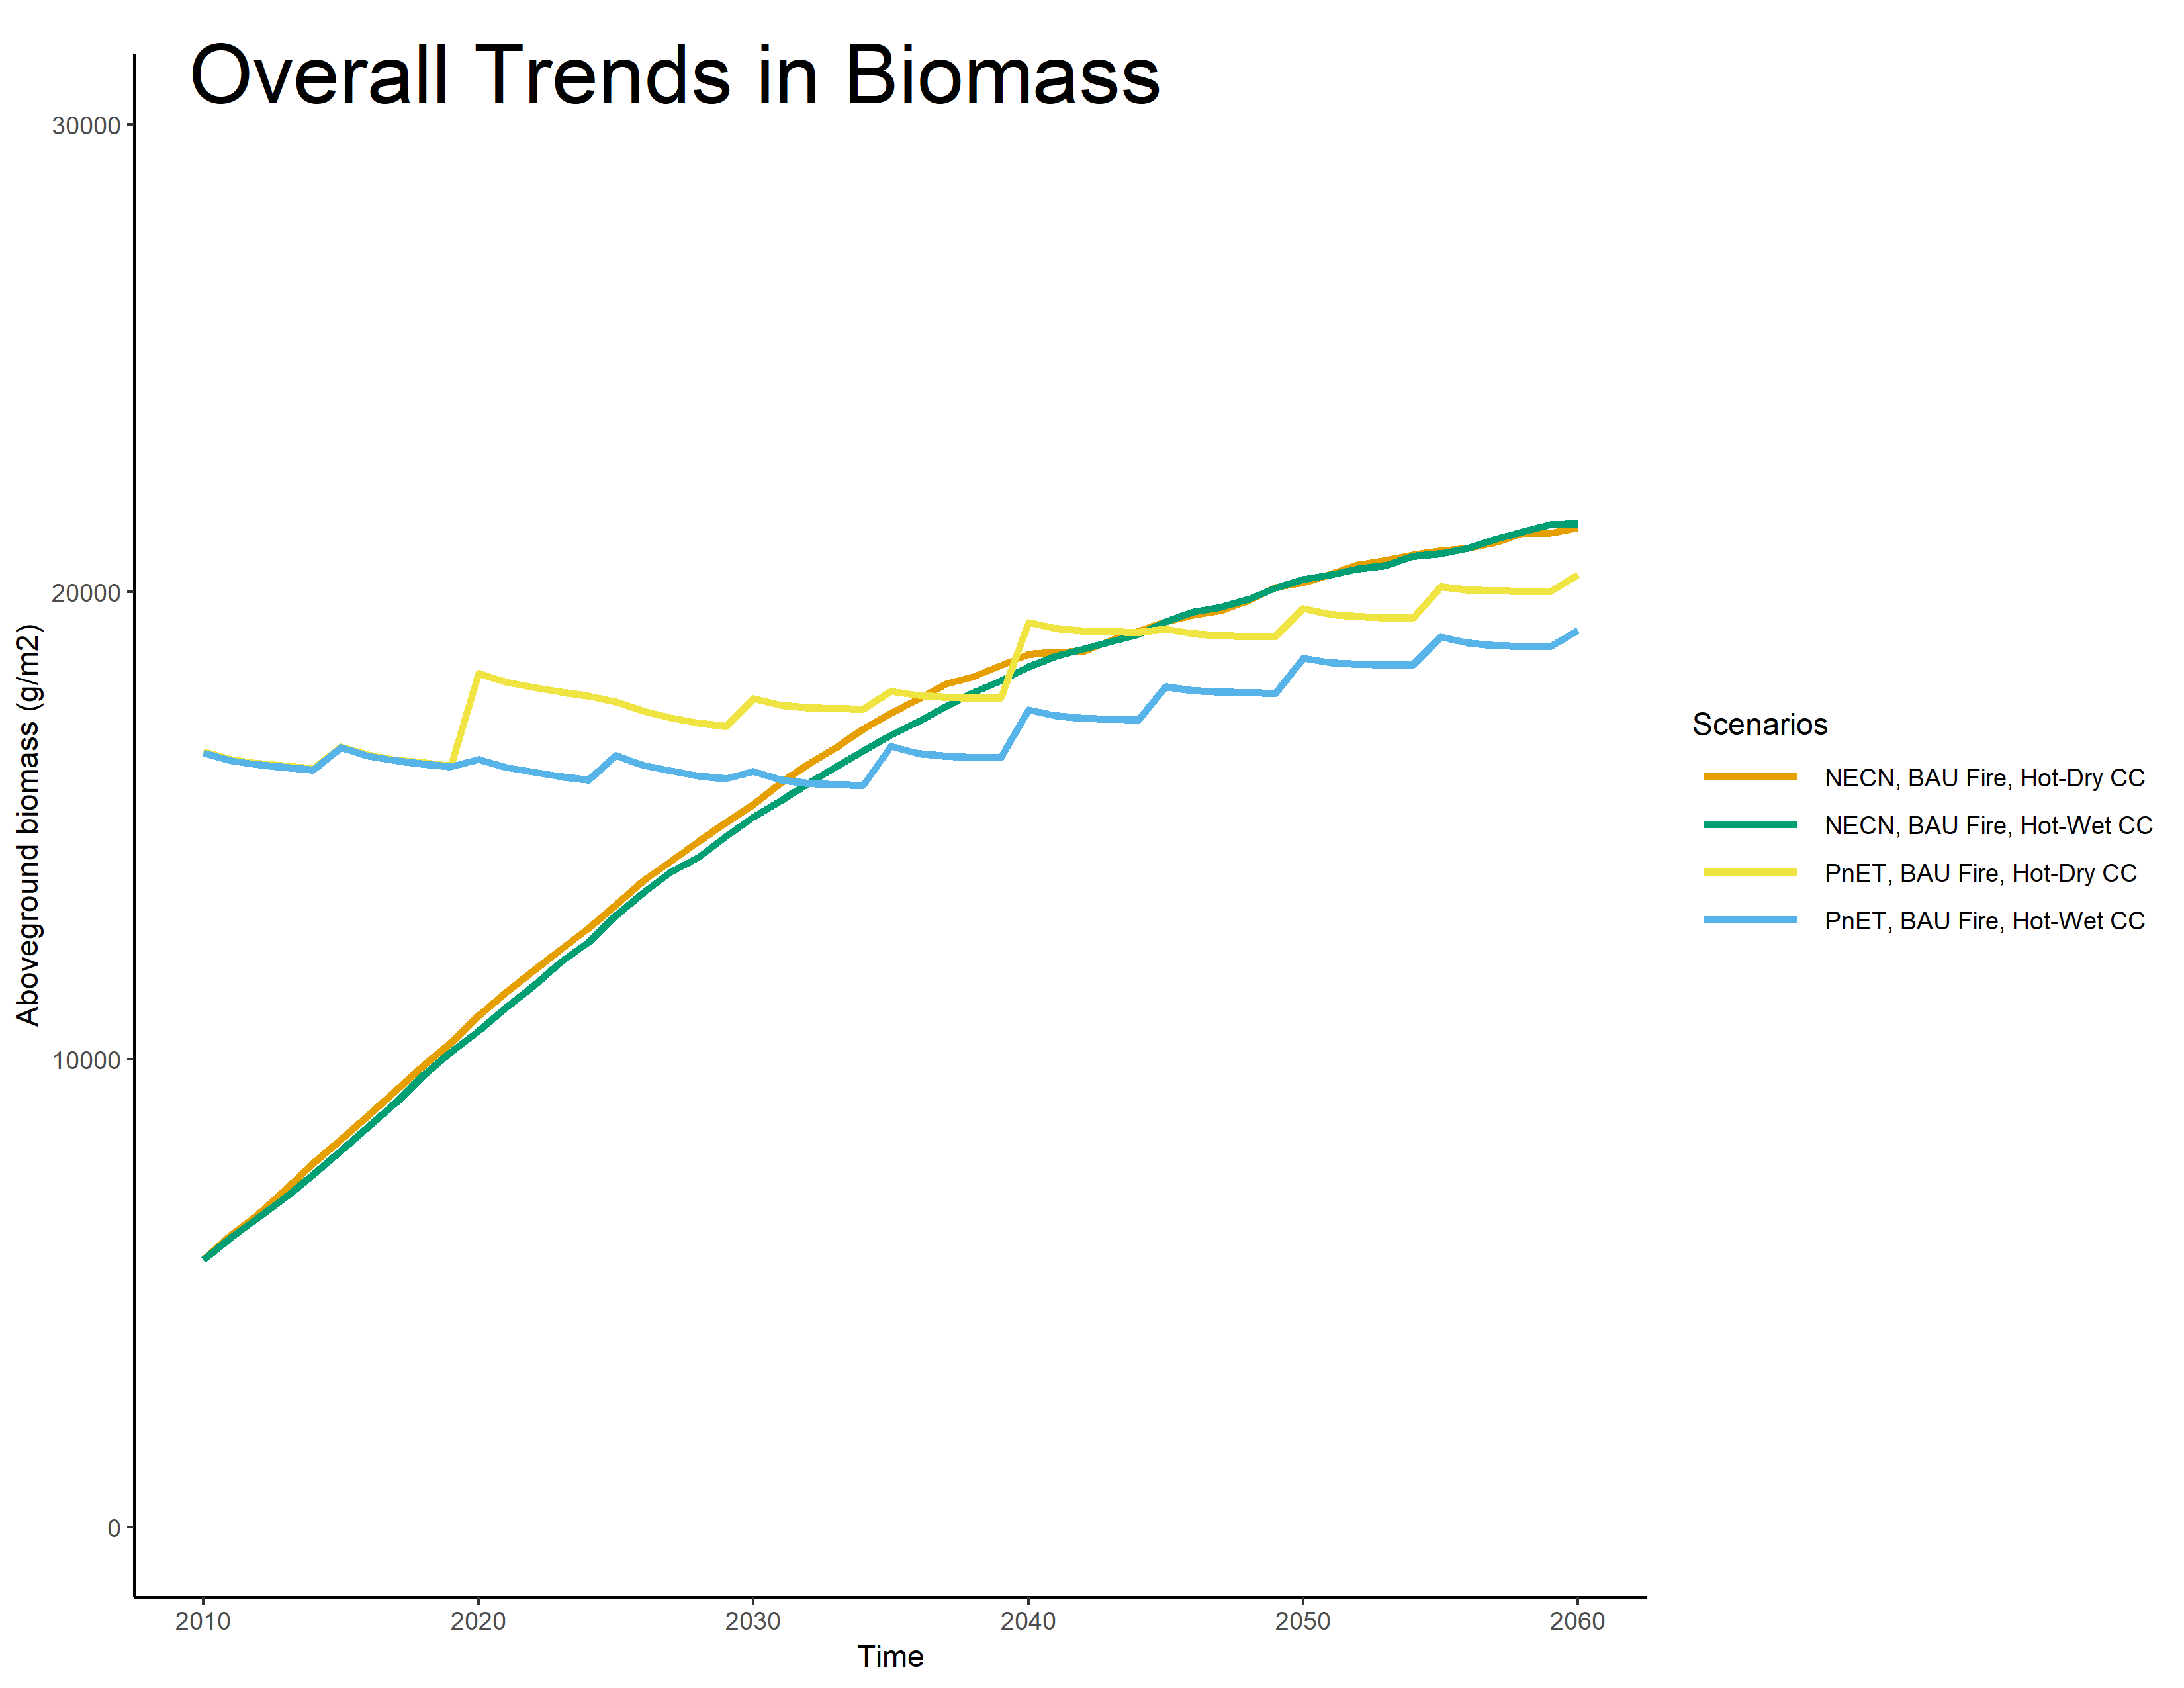 Overall Trends in Biomass
30000
20000
10000
0
Aboveground biomass (g/m2)
2010 2020 2030 2040 2050 2060
Time
Scenarios
NECN, BAU Fire, Hot-Dry CC
NECN, BAU Fire, Hot-Wet CC
PnET, BAU Fire, Hot-Dry CC
PnET, BAU Fire, Hot-Wet CC